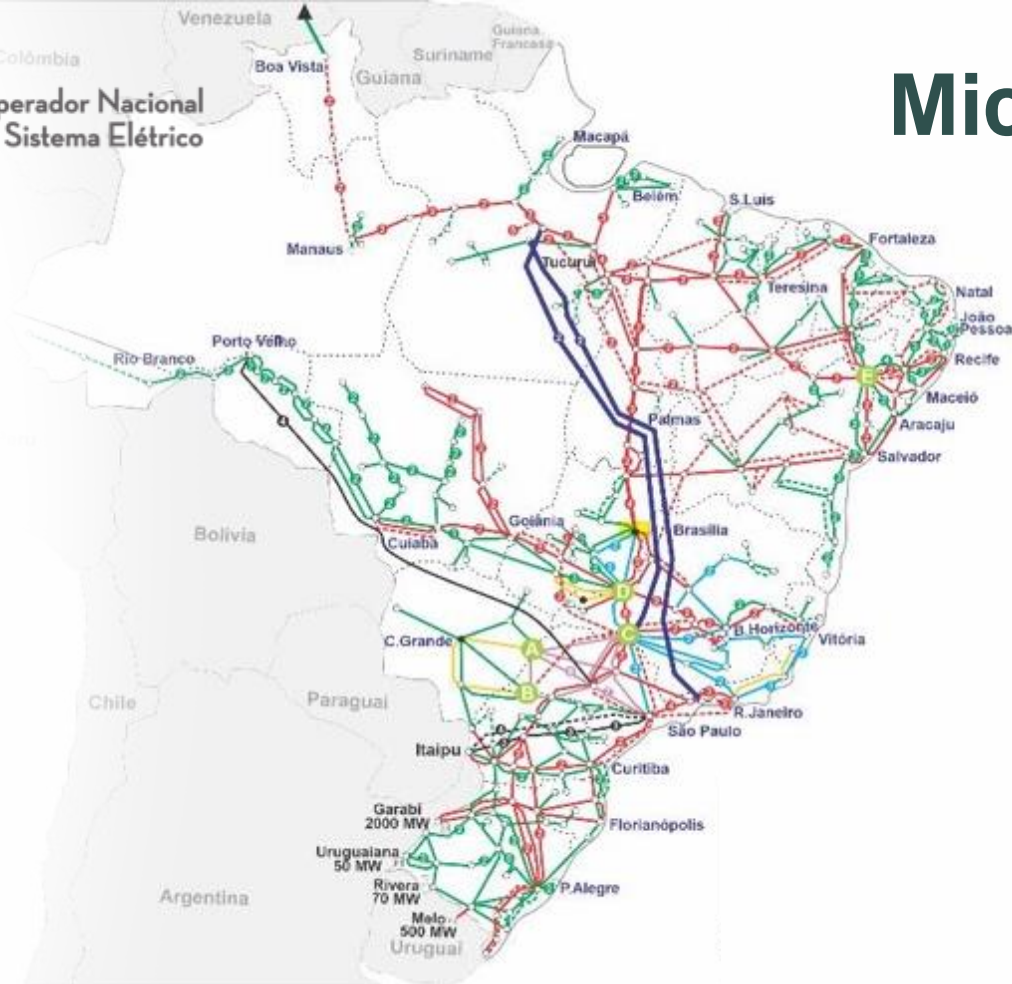 Venezuela
Guiana
Francesa
Colômbia
Suriname
Boa Vista
Guiana
perador Nacional
Sistema Elétrico
Mic
Macapá
Belém
S.Luis
Manaus
Fortaleza
Tucuruí
Teresina
Natal
João
Pessoa
Porto Velho
Rio Branco
Recife
Maceió
Palmas
Aracaju
Salvador
Goiânia
Brasília
Bolívia
Cuiabá
E
D
C
B.Horizonte
Vitória
C.Grande
A
B
Chile
Paraguai
R.Janeiro
São Paulo
Itaipu
Curitiba
Garabi
2000 MW
Florianópolis
Uruguaiana
50 MW
Rivera
70 MW
P.Alegre
Argentina
Melo
500 MW
Uruguai